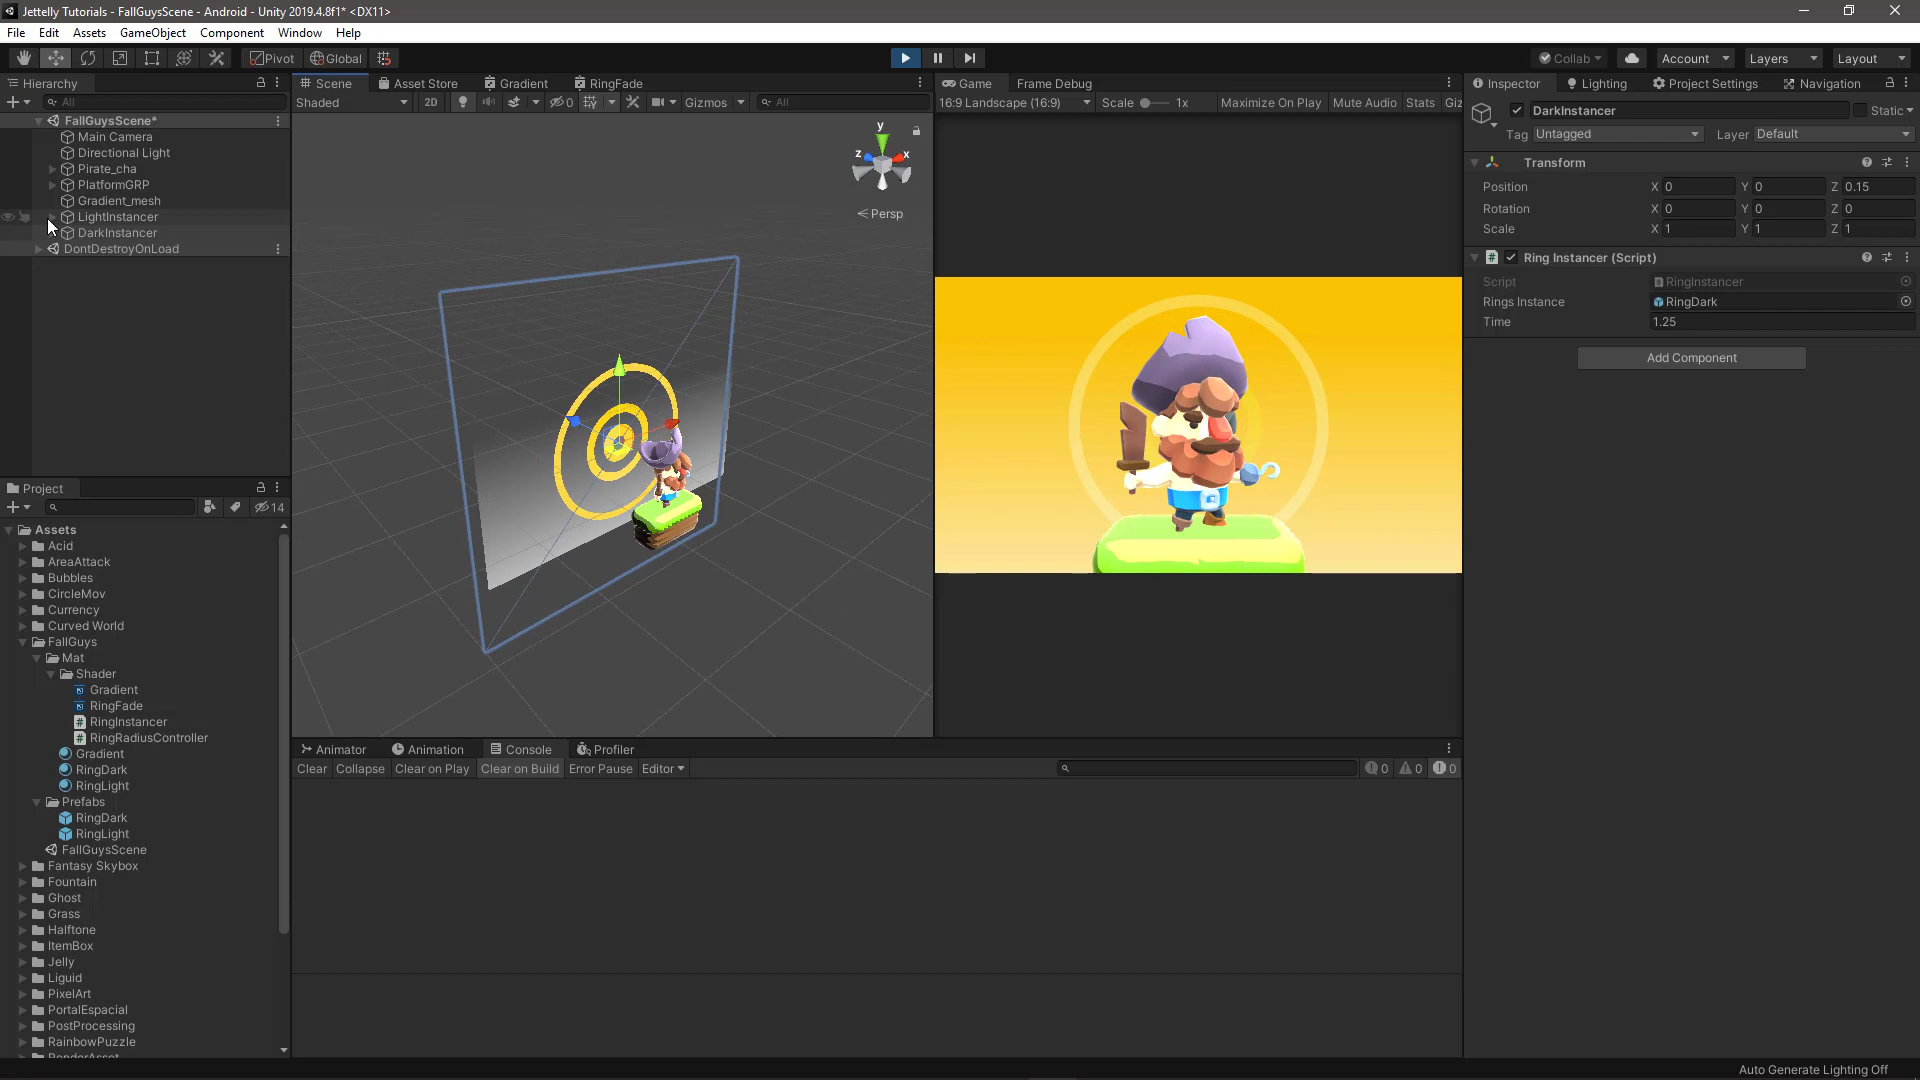 Jettelly Tutorials - FallGuysScene - Android - Unity 2019.4.8f1* <DX11>
File Edit Assets GameObject Component Window Help
Pivot Global Collab Account Layers Layout
Hierarchy
All
FallGuysScene*
Main Camera
Directional Light
Pirate_cha
PlatformGRP
Gradient_mesh
LightInstancer
DarkInstancer
DontDestroyOnLoad
Scene Asset Store Gradient RingFade
Shaded 2D 0 Gizmos All
y
z x
Persp
Game Frame Debug
16:9 Landscape (16:9) Scale 1x Maximize On Play Mute Audio Stats Giz
Inspector Lighting Project Settings Navigation
DarkInstancer Static
Tag Untagged Layer Default
Transform
Position X 0 Y 0 Z 0.15
Rotation X 0 Y 0 Z 0
Scale X 1 Y 1 Z 1
# Ring Instancer (Script)
Script RingInstancer
Rings Instance RingDark
Time 1.25
Add Component
Project
14
Assets
Acid
AreaAttack
Bubbles
CircleMov
Currency
Curved World
FallGuys
Mat
Shader
Gradient
RingFade
# RingInstancer
# RingRadiusController
Gradient
RingDark
RingLight
Prefabs
RingDark
RingLight
FallGuysScene
Fantasy Skybox
Fountain
Ghost
Grass
Halftone
ItemBox
Jelly
Liguid
PixelArt
PortalEspacial
PostProcessing
RainbowPuzzle
RenderAsset
Animator Animation Console Profiler
Clear Collapse Clear on Play Clear on Build Error Pause Editor 0 0 0
Auto Generate Lighting Off